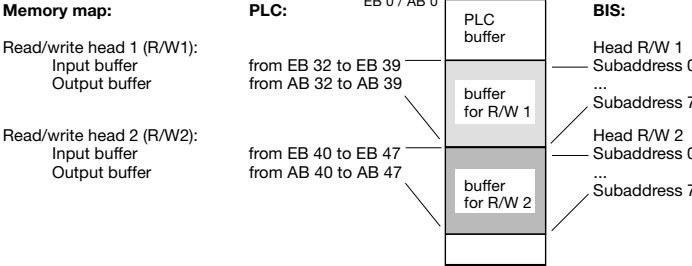 Memory map:
PLC:
EB 0 / AB 0
BIS:
PLC
buffer
Read/write head 1 (R/W1):
Head R/W 1
Input buffer
from EB 32 to EB 39
Subaddress 0
Output buffer
from AB 32 to AB 39
...
buffer
for R/W 1
Subaddress 7
Read/write head 2 (R/W2):
Head R/W 2
Input buffer
from EB 40 to EB 47
Subaddress 0
Output buffer
from AB 40 to AB 47
...
buffer
for R/W 2
Subaddress 7